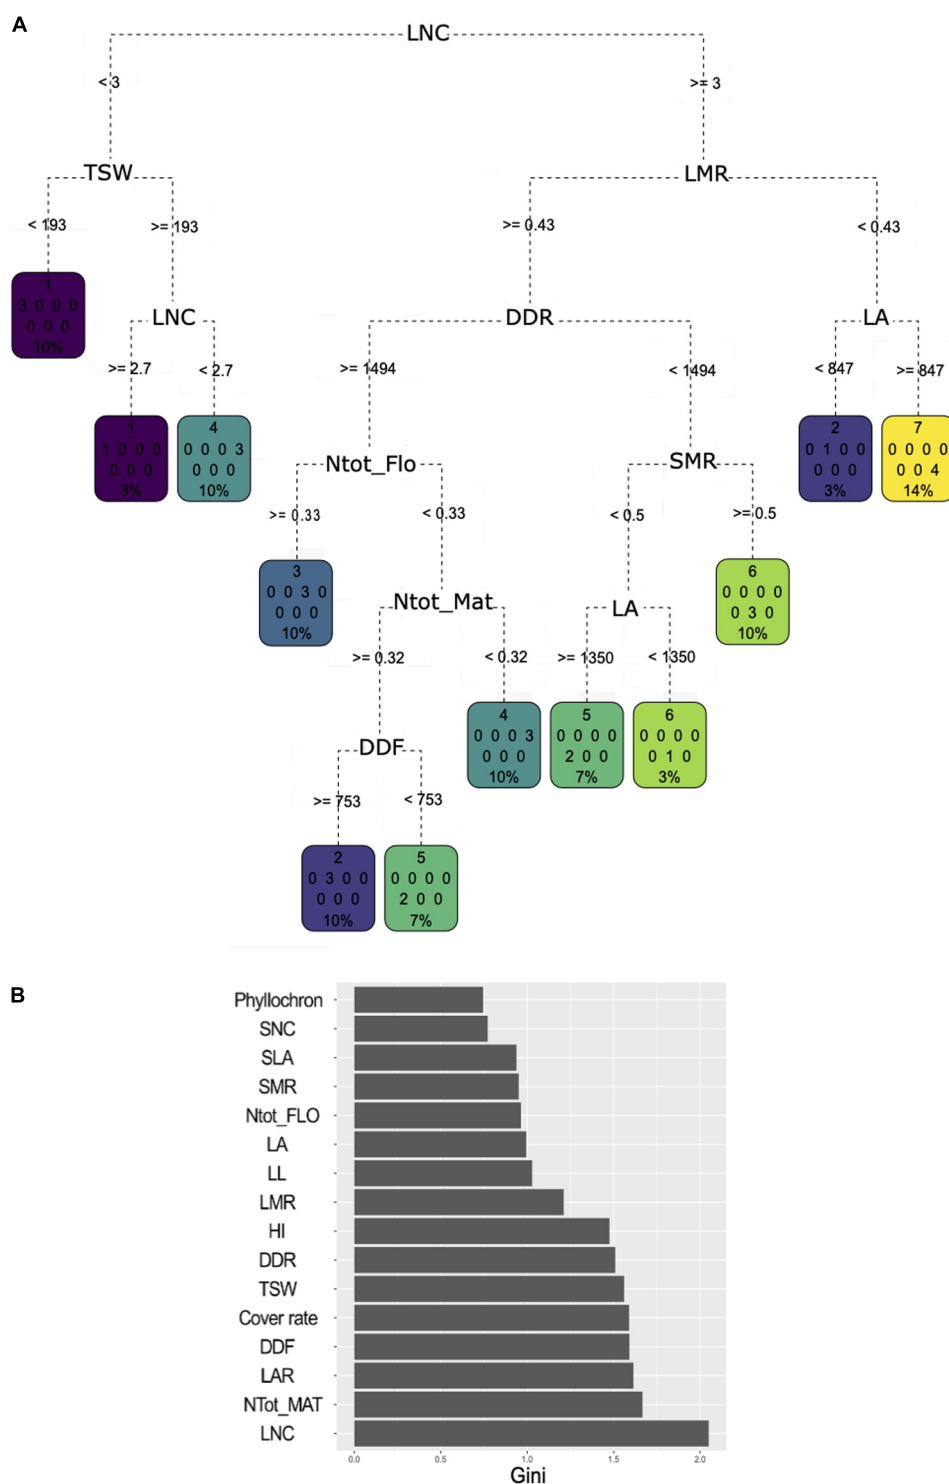 A
LNC
< 3
>= 3
TSW
LMR
< 193
>= 193
>= 0.43
< 0.43
1
3 0 0 0
0 0 0
10%
LNC
DDR
LA
>= 2.7
< 2.7
>= 1494
< 1494
< 847
>= 847
1
1 0 0 0
0 0 0
3%
4
0 0 0 3
0 0 0
10%
2
0 1 0 0
0 0 0
3%
7
0 0 0 0
0 0 4
14%
Ntot_Flo
SMR
>= 0.33
< 0.33
< 0.5
>= 0.5
3
0 0 3 0
0 0 0
10%
6
0 0 0 0
0 3 0
10%
Ntot_Mat
LA
>= 0.32
< 0.32
>= 1350
< 1350
4
0 0 0 3
0 0 0
10%
5
0 0 0 0
2 0 0
7%
6
0 0 0 0
0 1 0
3%
DDF
>= 753
< 753
2
0 3 0 0
0 0 0
10%
5
0 0 0 0
2 0 0
7%
B
Phyllochron
SNC
SLA
SMR
Ntot_FLO
LA
LL
LMR
HI
DDR
TSW
Cover rate
DDF
LAR
NTot_MAT
LNC
0.0 0.5 1.0 1.5 2.0
Gini